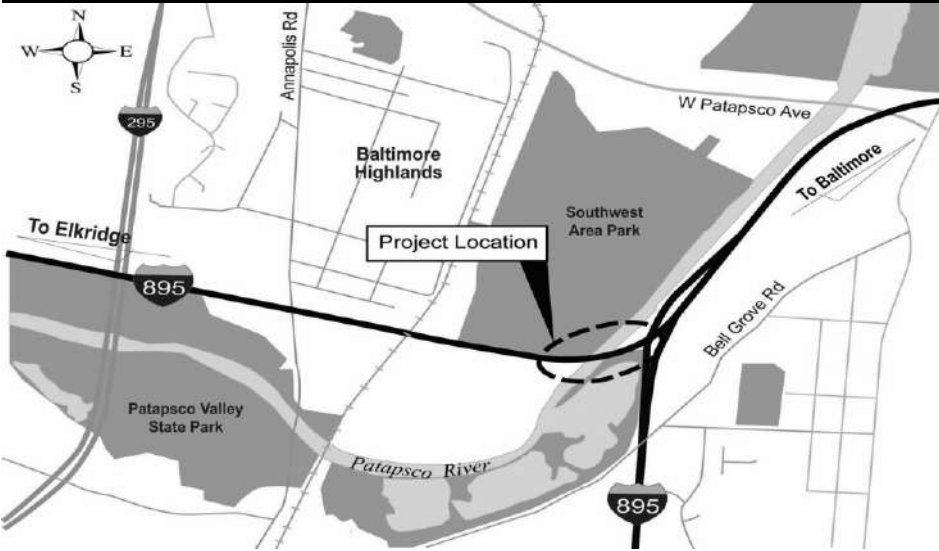 N
W E
S
295
Annapolis Rd
W Patapsco Ave
To Baltimore
Baltimore
Highlands
To Elkridge
Southwest
Area Park
Project Location
895
Bell Grove Rd
Patapsco Valley
State Park
Patapsco River
895